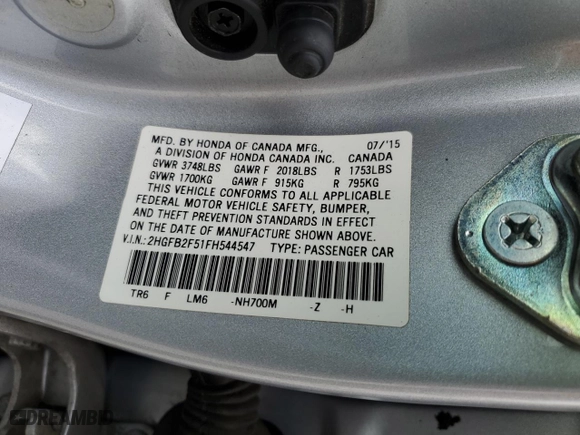 MFD. BY HONDA OF CANADA MFG., 07/'15
A DIVISION OF HONDA CANADA INC. CANADA
GVWR 3748LBS GAWR F 2018LBS R 1753LBS
GVWR 1700KG GAWR F 915KG R 795KG
THIS VEHICLE CONFORMS TO ALL APPLICABLE
FEDERAL MOTOR VEHICLE SAFETY, BUMPER,
AND THEFT PREVENTION STANDARDS IN EFFECT
ON THE DATE OF MANUFACTURE SHOWN ABOVE.
V.I.N.: 2HGFB2F51FH544547 TYPE: PASSENGER CAR
TR6 F LM6 -NH700M -Z -H
DREAMBID